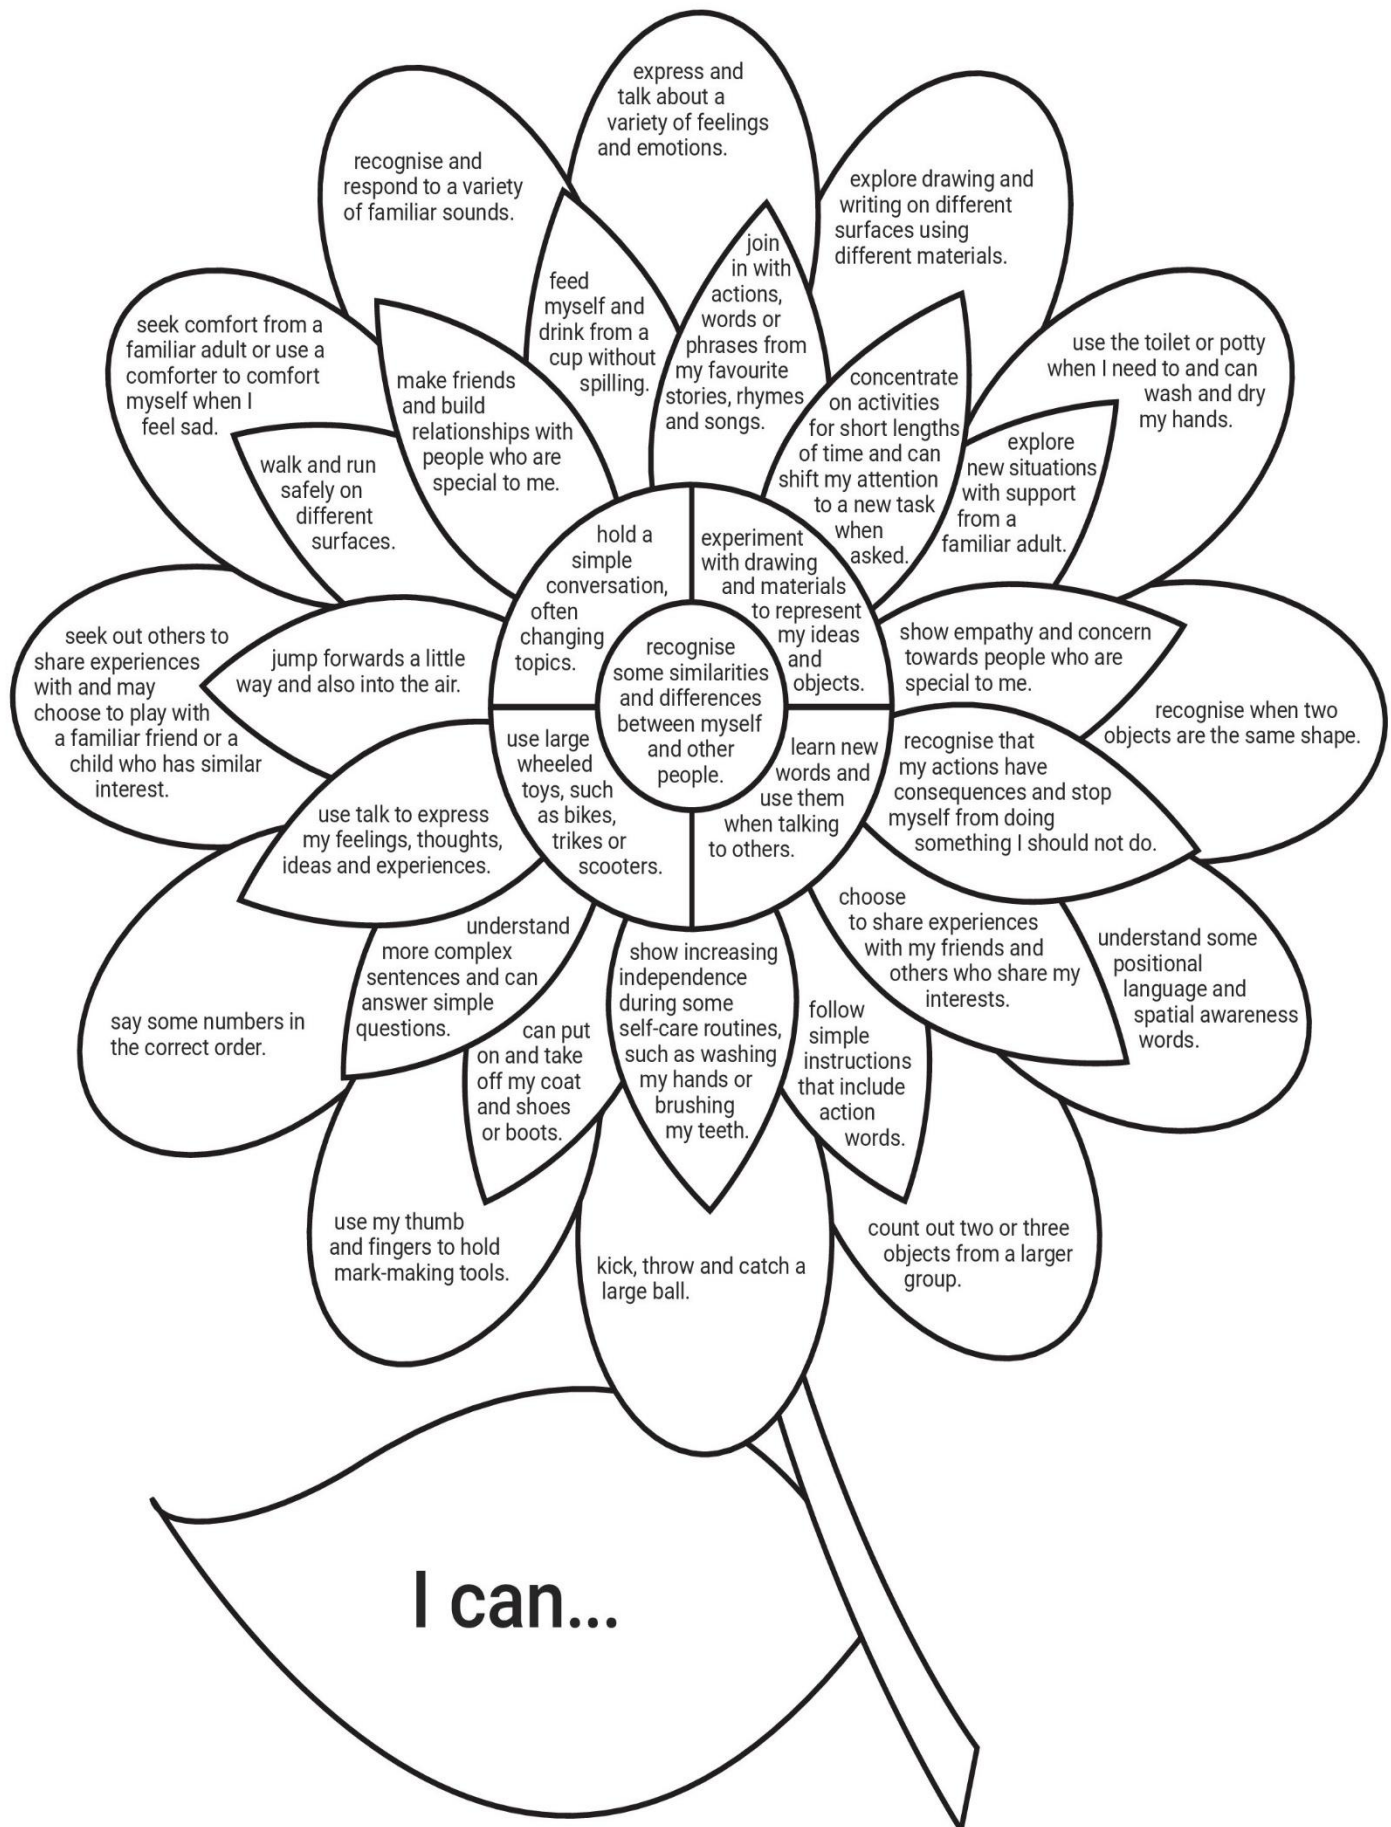 express and
talk about a
variety of feelings
and emotions.
recognise and
respond to a variety
of familiar sounds.
explore drawing and
writing on different
surfaces using
different materials.
seek comfort from a
familiar adult or use a
comforter to comfort
myself when I
feel sad.
feed
myself and
drink from a
cup without
spilling.
join
in with
actions,
words or
phrases from
my favourite
stories, rhymes
and songs.
use the toilet or potty
when I need to and can
wash and dry
my hands.
make friends
and build
relationships with
people who are
special to me.
concentrate
on activities
for short lengths
of time and can
shift my attention
to a new task
when
asked.
explore
new situations
with support
from a
familiar adult.
walk and run
safely on
different
surfaces.
hold a
simple
conversation,
often
changing
topics.
experiment
with drawing
and materials
to represent
my ideas
and
objects.
seek out others to
share experiences
with and may
choose to play with
a familiar friend or a
child who has similar
interest.
jump forwards a little
way and also into the air.
recognise
some similarities
and differences
between myself
and other
people.
show empathy and concern
towards people who are
special to me.
recognise when two
objects are the same shape.
use large
wheeled
toys, such
as bikes,
trikes or
scooters.
learn new
words and
use them
when talking
to others.
recognise that
my actions have
consequences and stop
myself from doing
something I should not do.
use talk to express
my feelings, thoughts,
ideas and experiences.
understand
more complex
sentences and can
answer simple
questions.
show increasing
independence
during some
self-care routines,
such as washing
my hands or
brushing
my teeth.
choose
to share experiences
with my friends and
others who share my
interests.
understand some
positional
language and
spatial awareness
words.
say some numbers in
the correct order.
can put
on and take
off my coat
and shoes
or boots.
follow
simple
instructions
that include
action
words.
use my thumb
and fingers to hold
mark-making tools.
kick, throw and catch a
large ball.
count out two or three
objects from a larger
group.
I can...